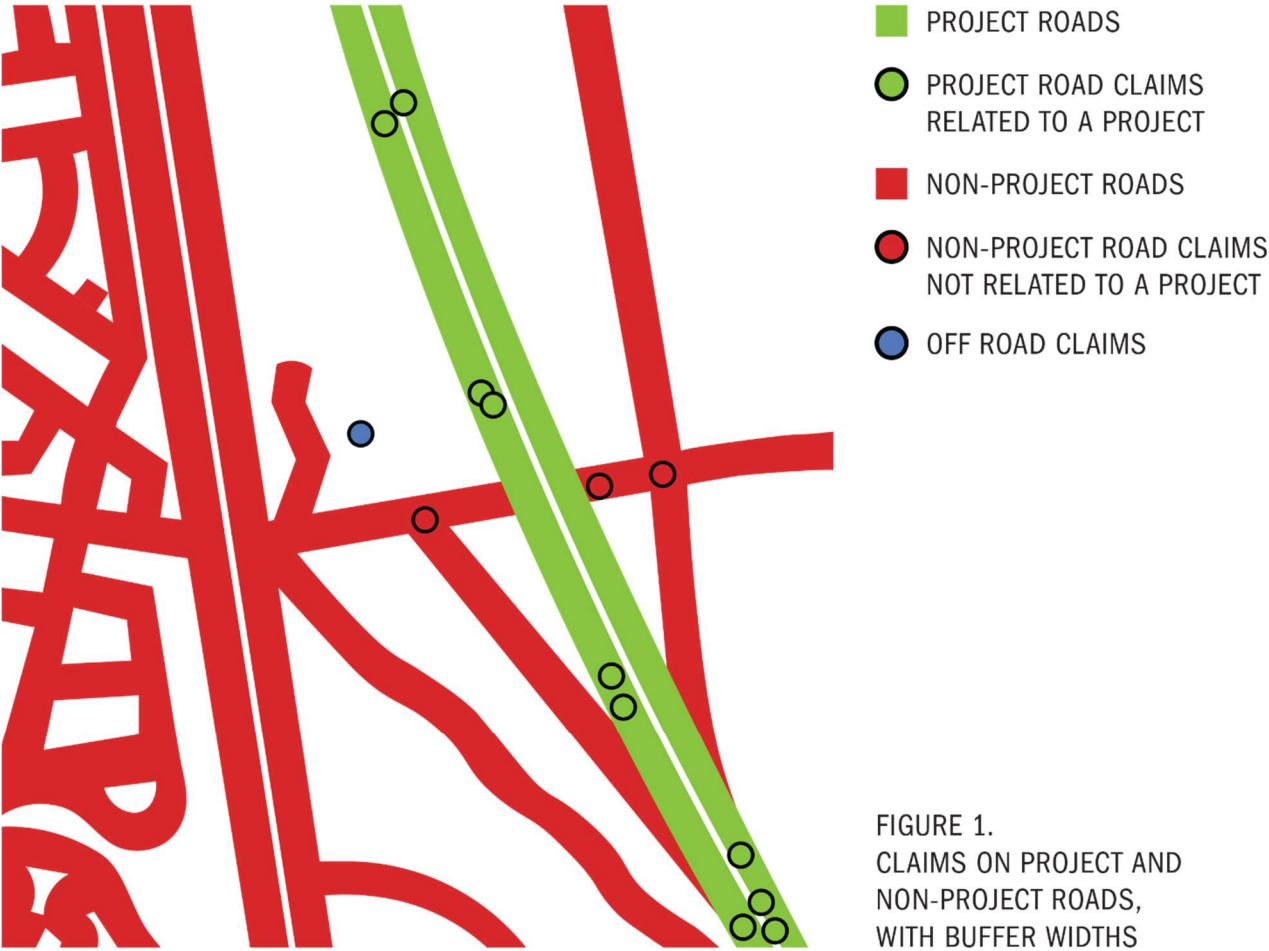 PROJECT ROADS
PROJECT ROAD CLAIMS
RELATED TO A PROJECT
NON-PROJECT ROADS
NON-PROJECT ROAD CLAIMS
NOT RELATED TO A PROJECT
OFF ROAD CLAIMS
FIGURE 1.
CLAIMS ON PROJECT AND
NON-PROJECT ROADS,
WITH BUFFER WIDTHS